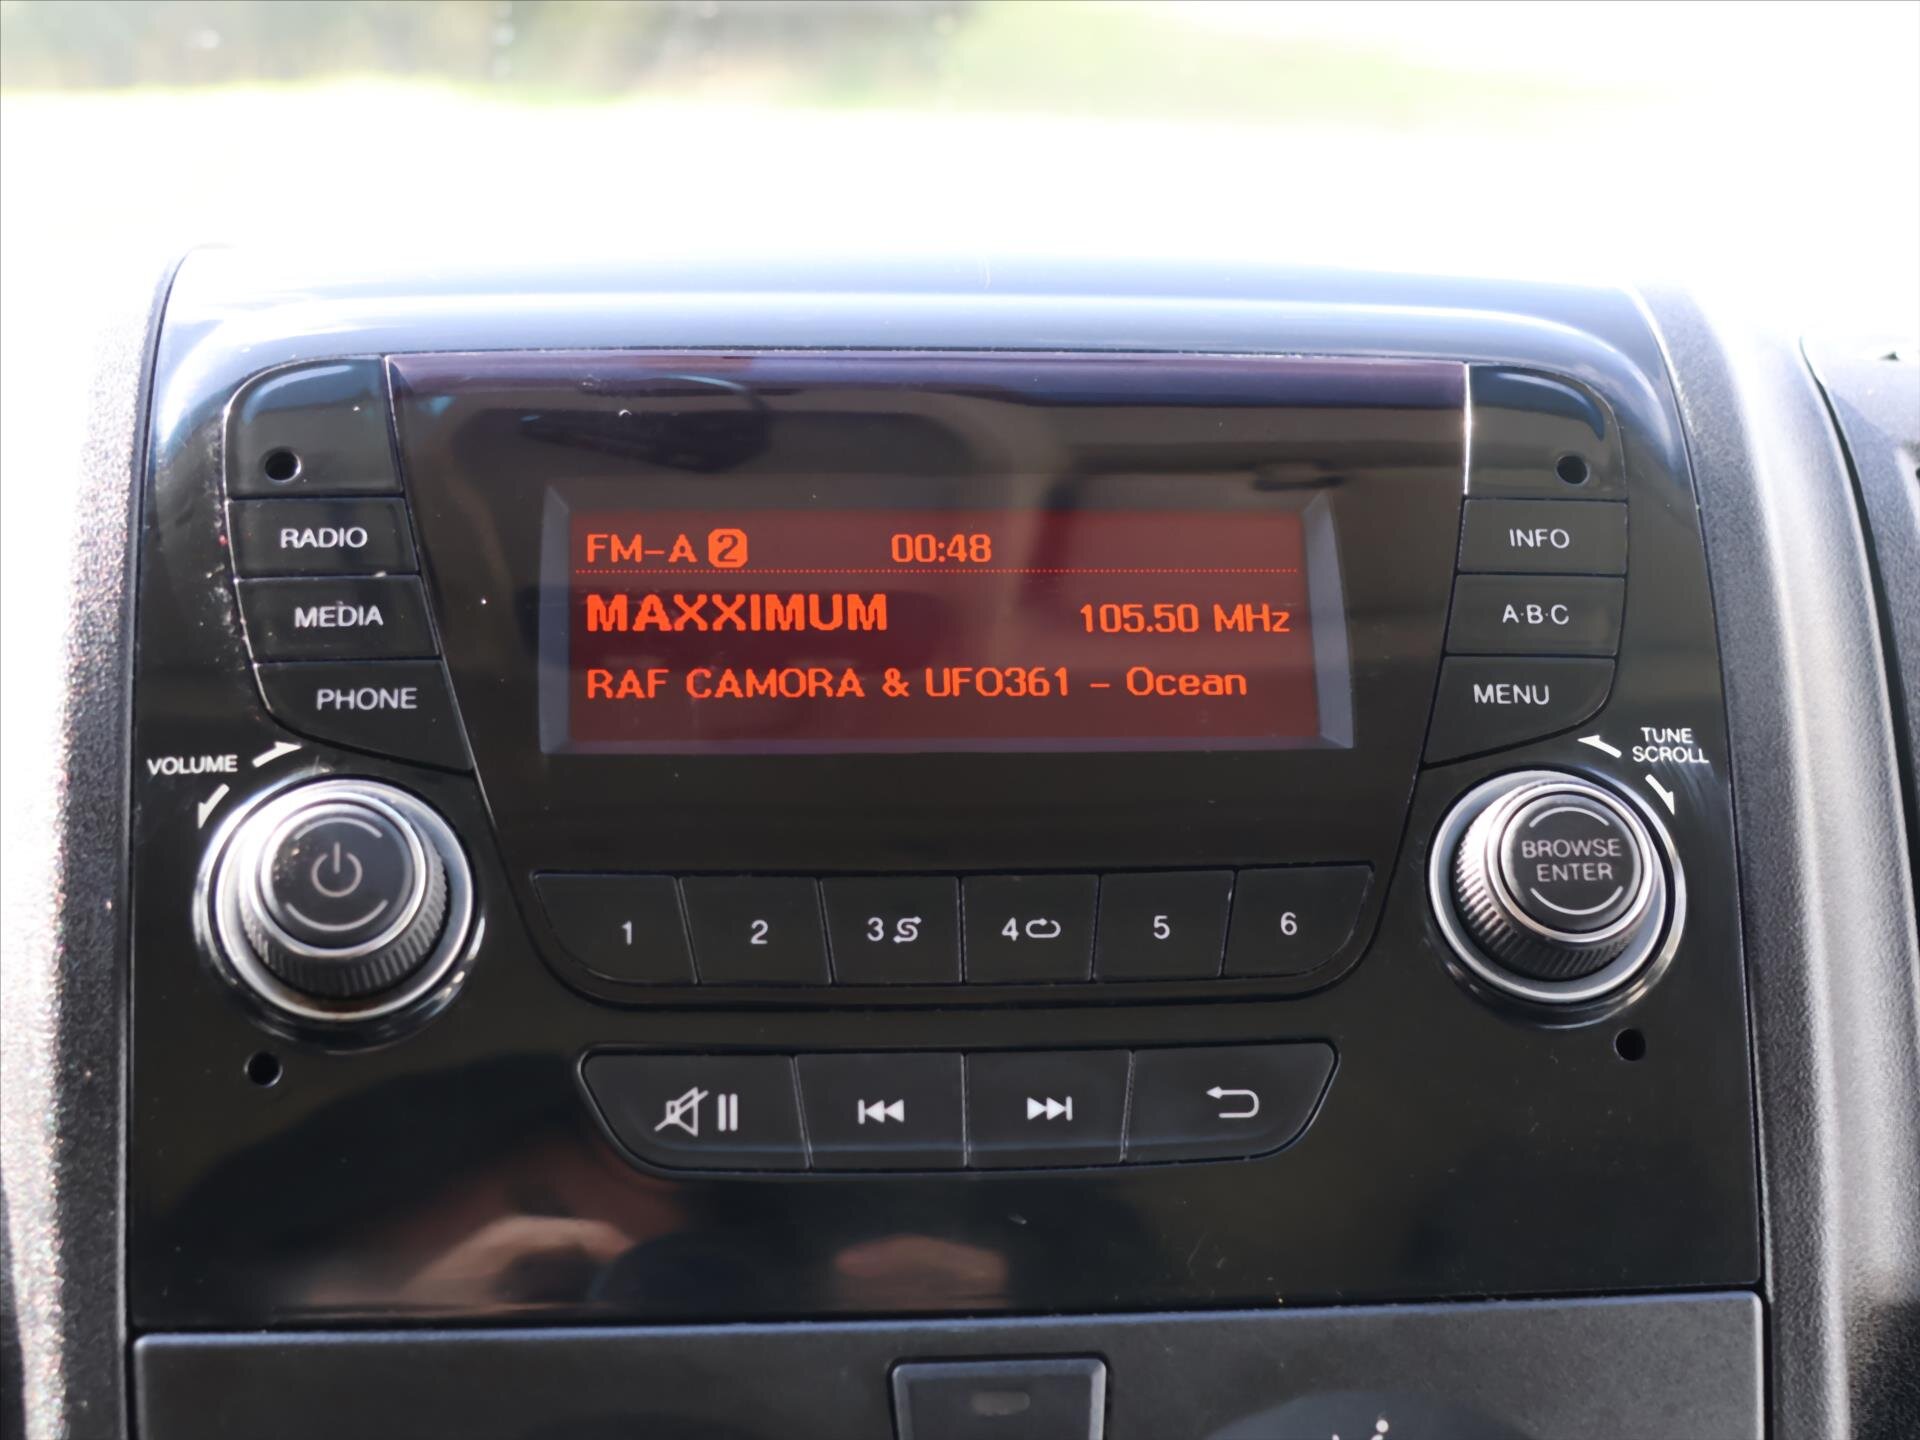 FM-A 2 00:48
MAXXIMUM 105.50 MHz
RAF CAMORA & UFO361 - Ocean
RADIO
MEDIA
PHONE
VOLUME
INFO
A·B·C
MENU
TUNE
SCROLL
BROWSE
ENTER
1 2 3 4 5 6